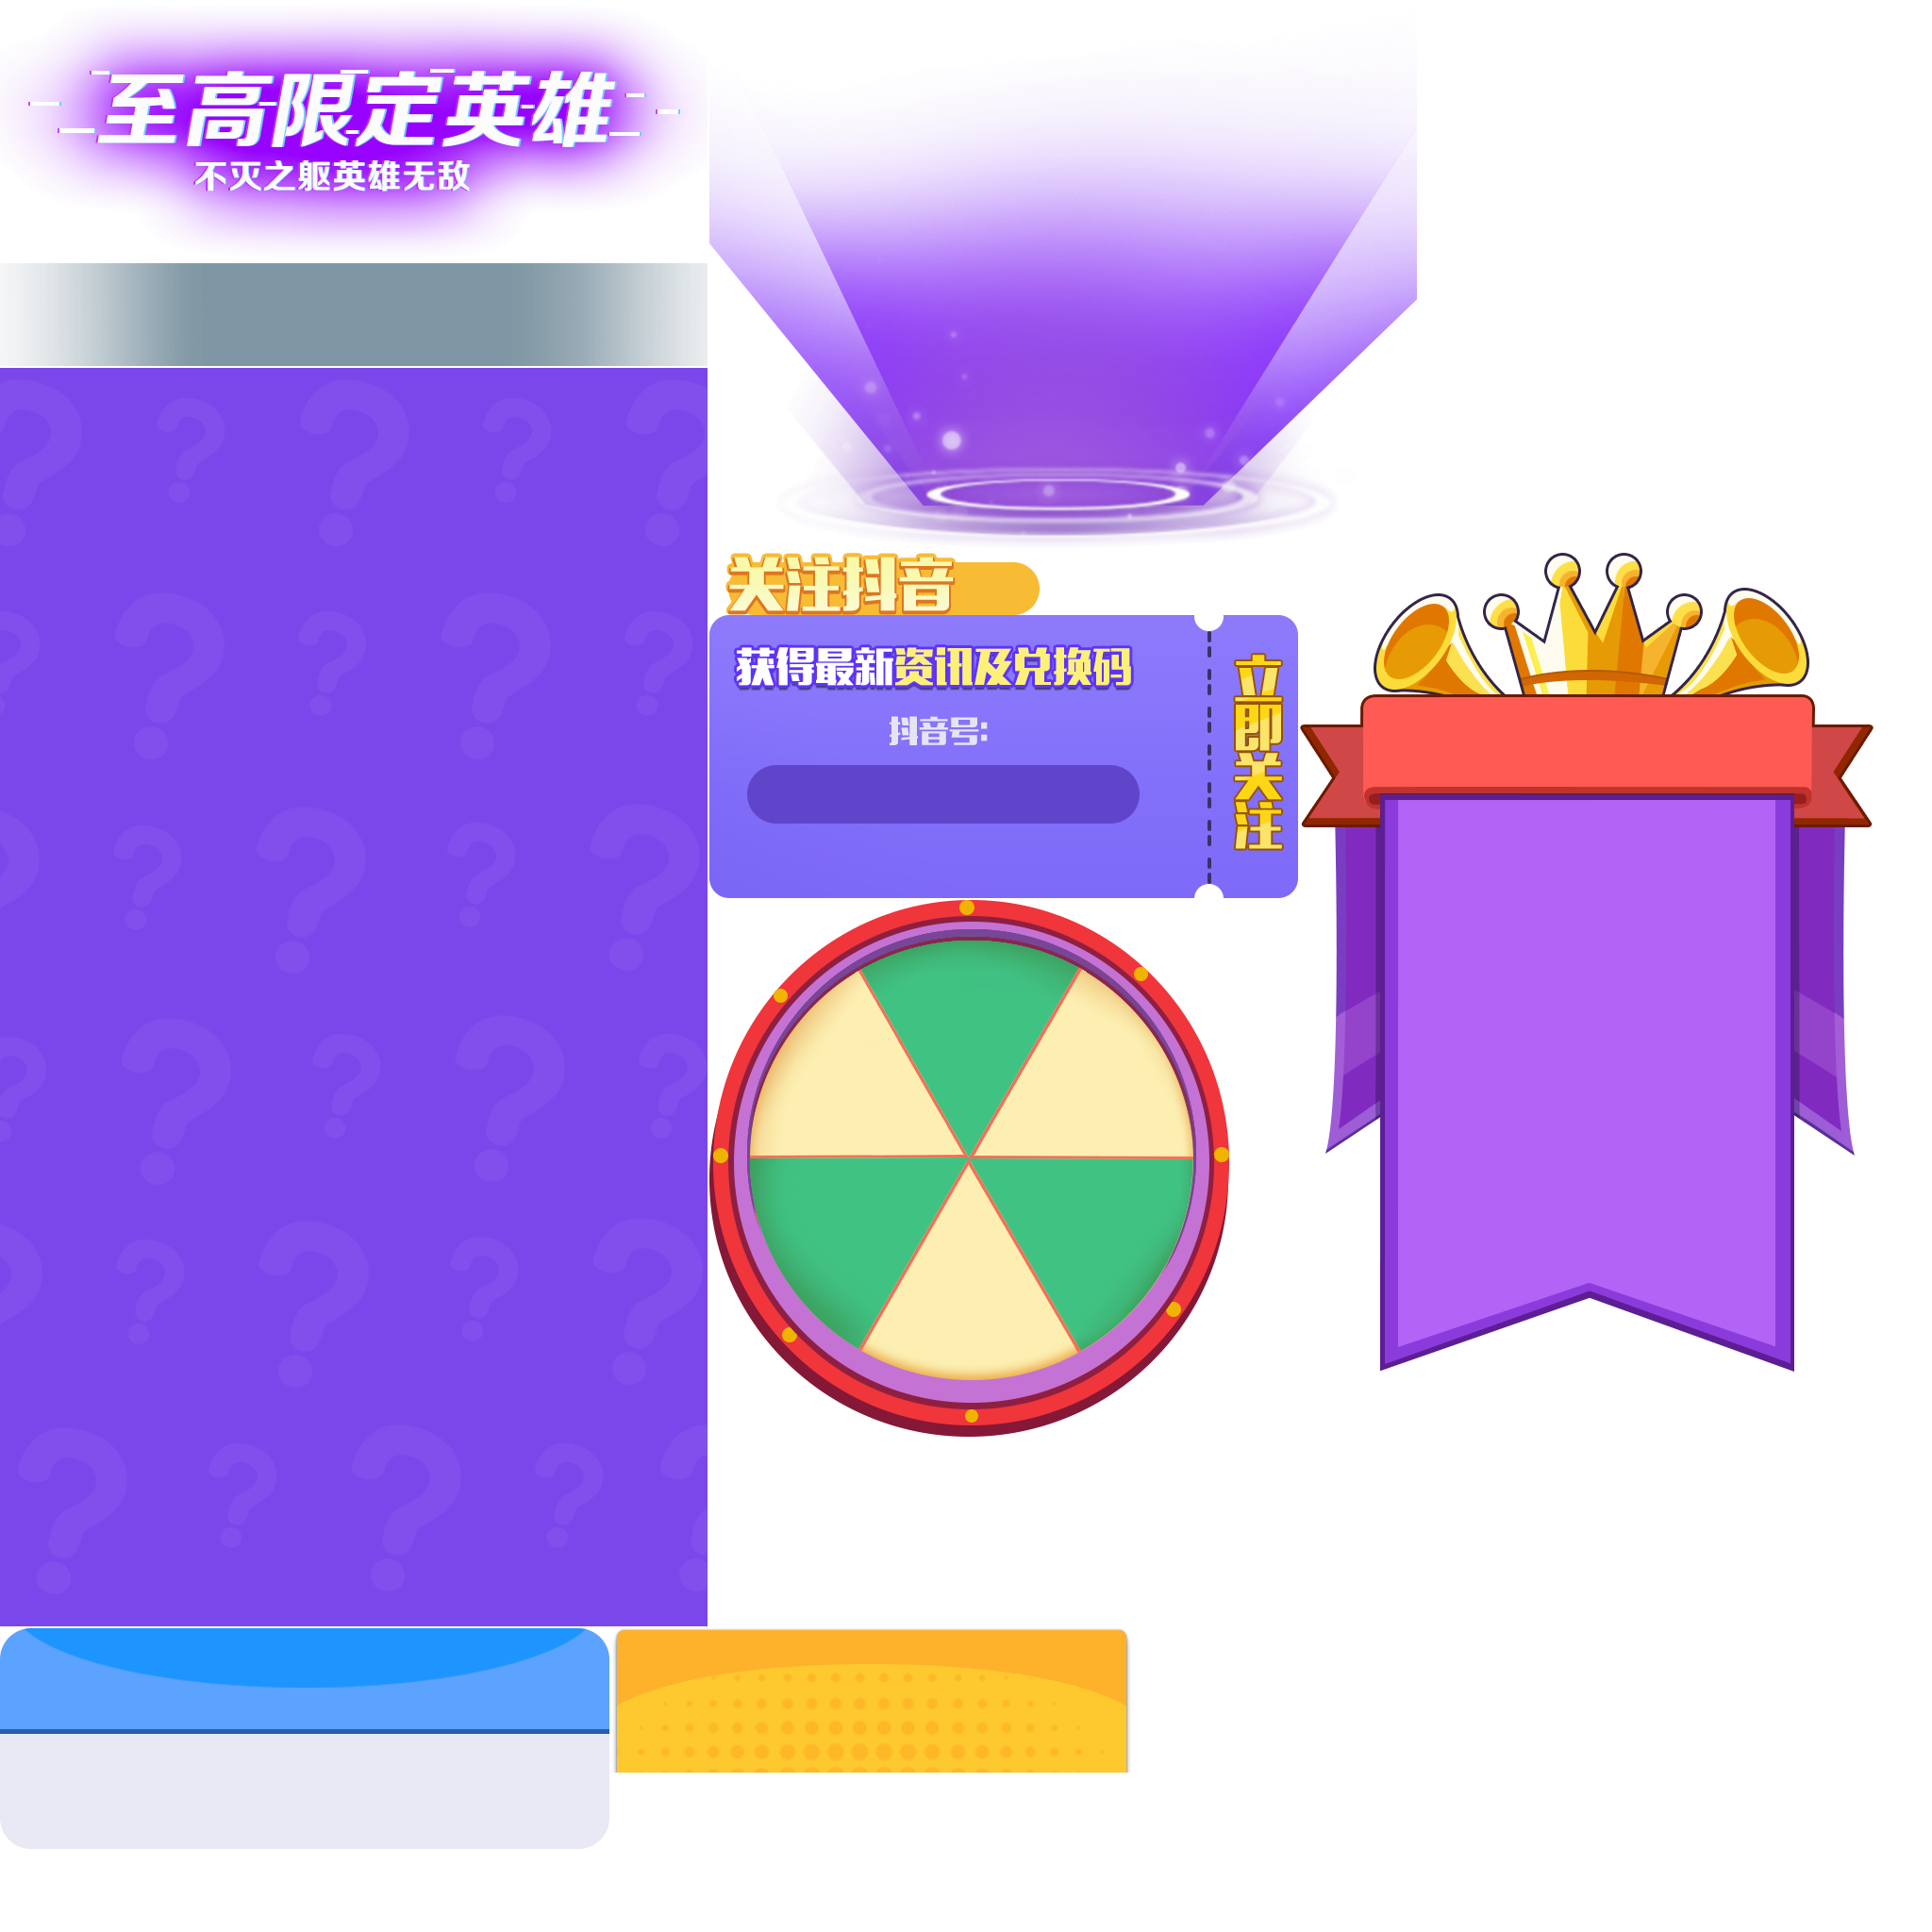 至高限定英雄
不灭之躯英雄无敌
关注抖音
获得最新资讯及兑换码
抖音号:
立即关注